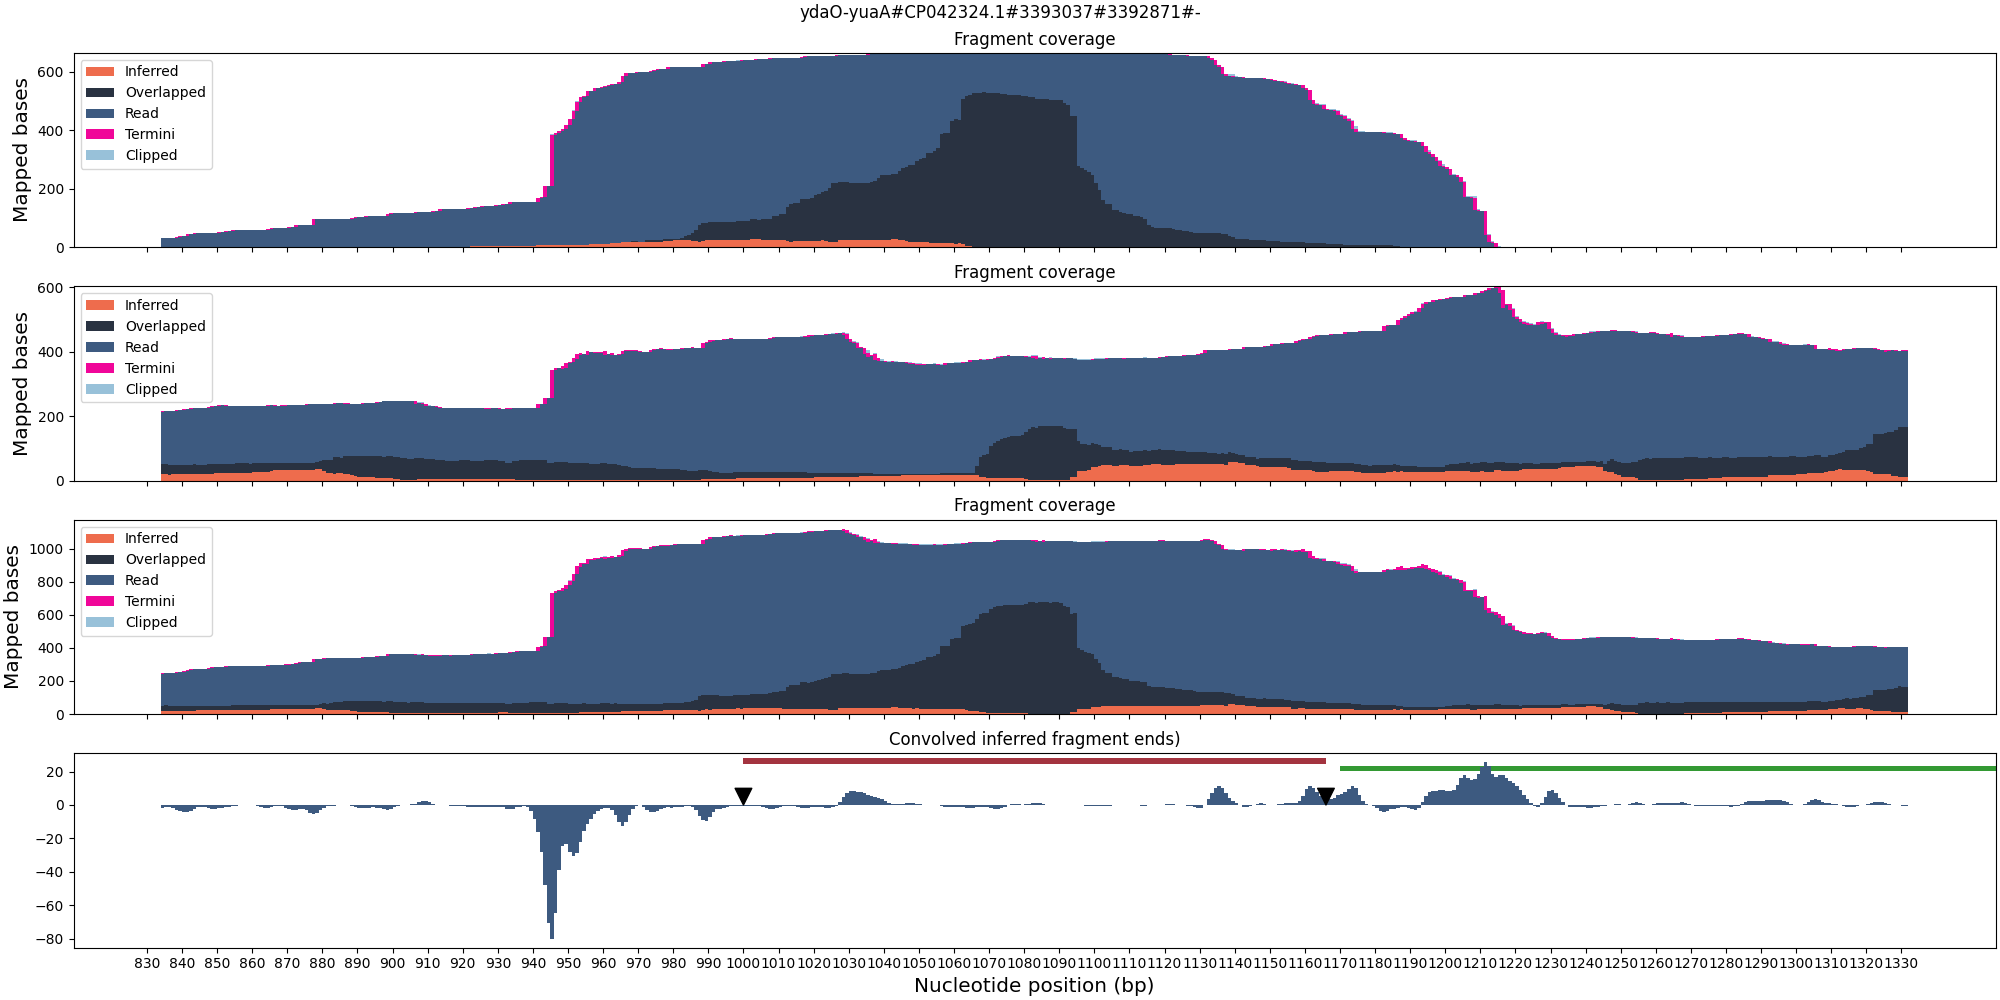 ydaO-yuaA#CP042324.1#3393037#3392871#-
Fragment coverage
Mapped bases
600
400
200
0
Inferred
Overlapped
Read
Termini
Clipped
Fragment coverage
Mapped bases
600
400
200
0
Inferred
Overlapped
Read
Termini
Clipped
Fragment coverage
Mapped bases
1000
800
600
400
200
0
Inferred
Overlapped
Read
Termini
Clipped
Convolved inferred fragment ends)
20
0
−20
−40
−60
−80
830 840 850 860 870 880 890 900 910 920 930 940 950 960 970 980 990 1000 1010 1020 1030 1040 1050 1060 1070 1080 1090 1100 1110 1120 1130 1140 1150 1160 1170 1180 1190 1200 1210 1220 1230 1240 1250 1260 1270 1280 1290 1300 1310 1320 1330
Nucleotide position (bp)